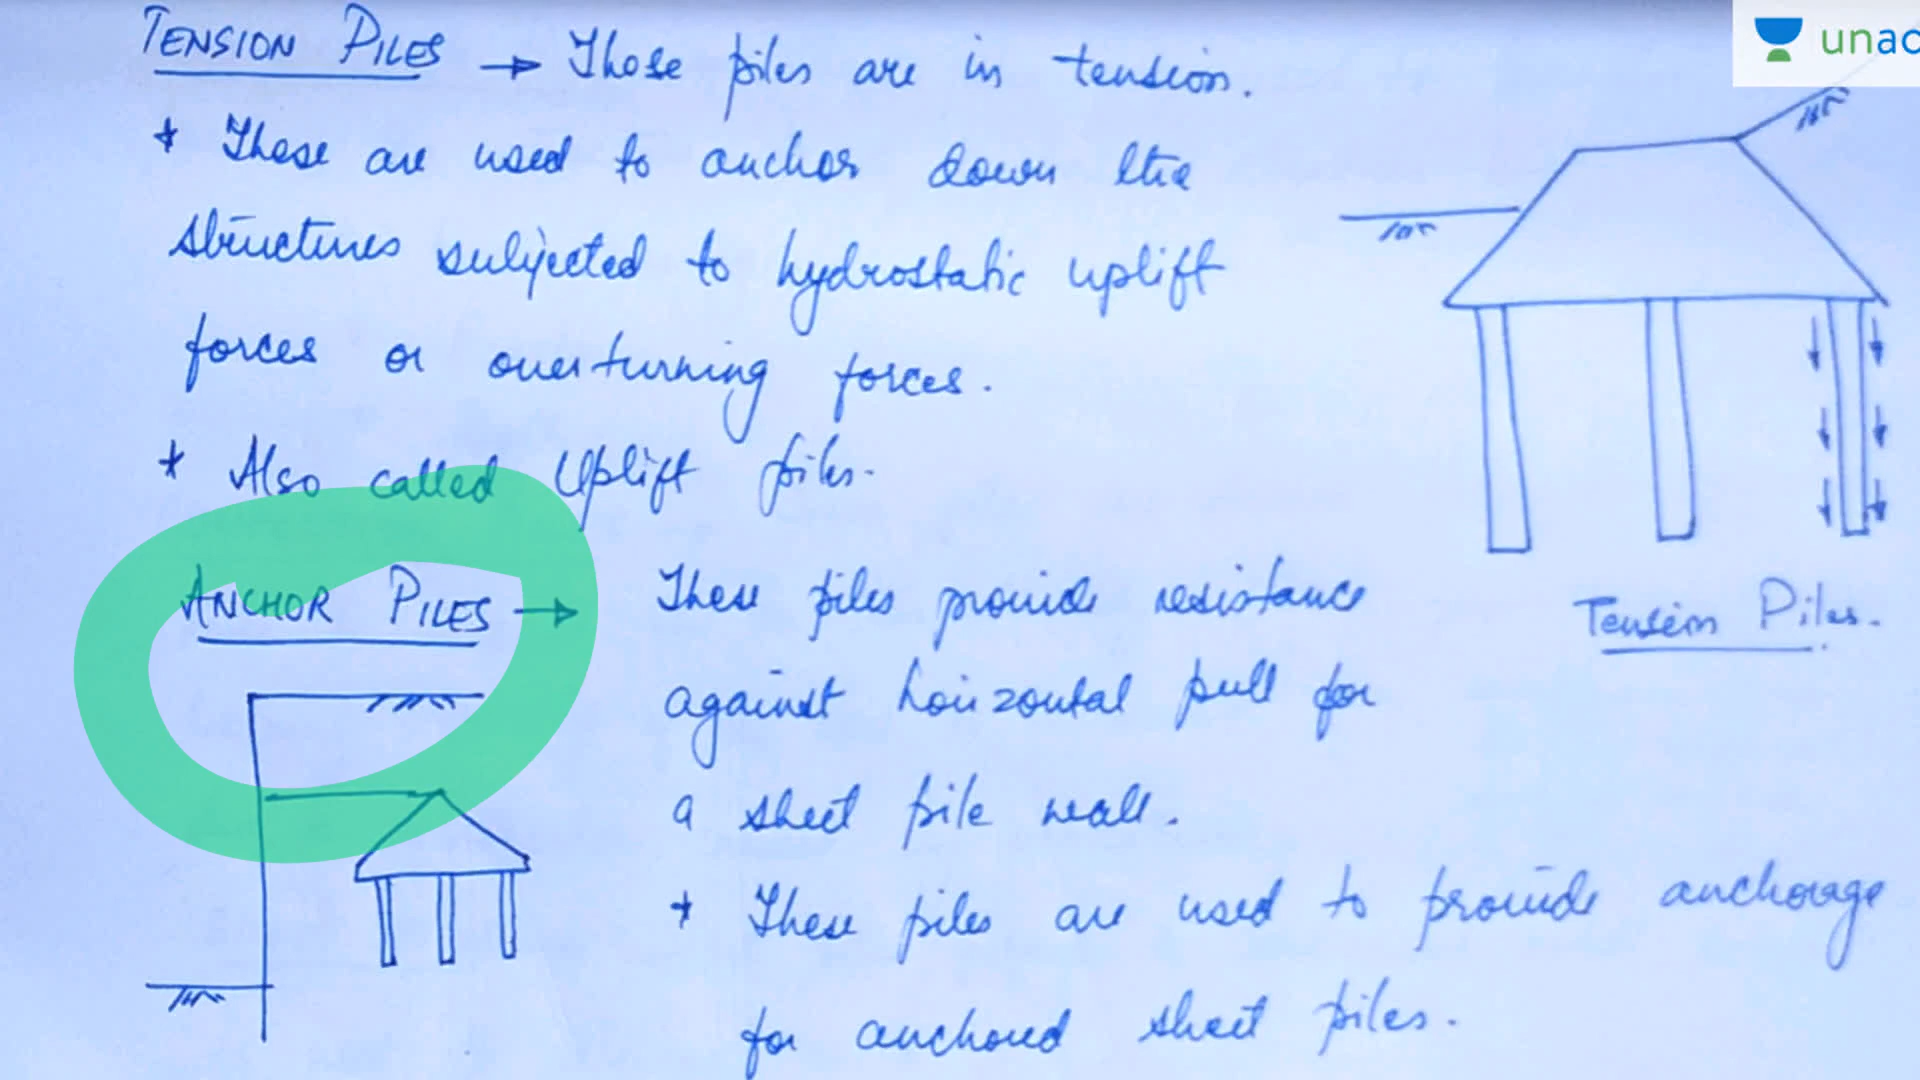 TENSION PILES → Those piles are in tension.
* These are used to anchor down the
structures subjected to hydrostatic uplift
forces or overturning forces.
* Also called Uplift piles.
ANCHOR PILES → These piles provide resistance
against horizontal pull for
a sheet pile wall.
* These piles are used to provide anchorage
for anchored sheet piles.
Tension Piles.
unac